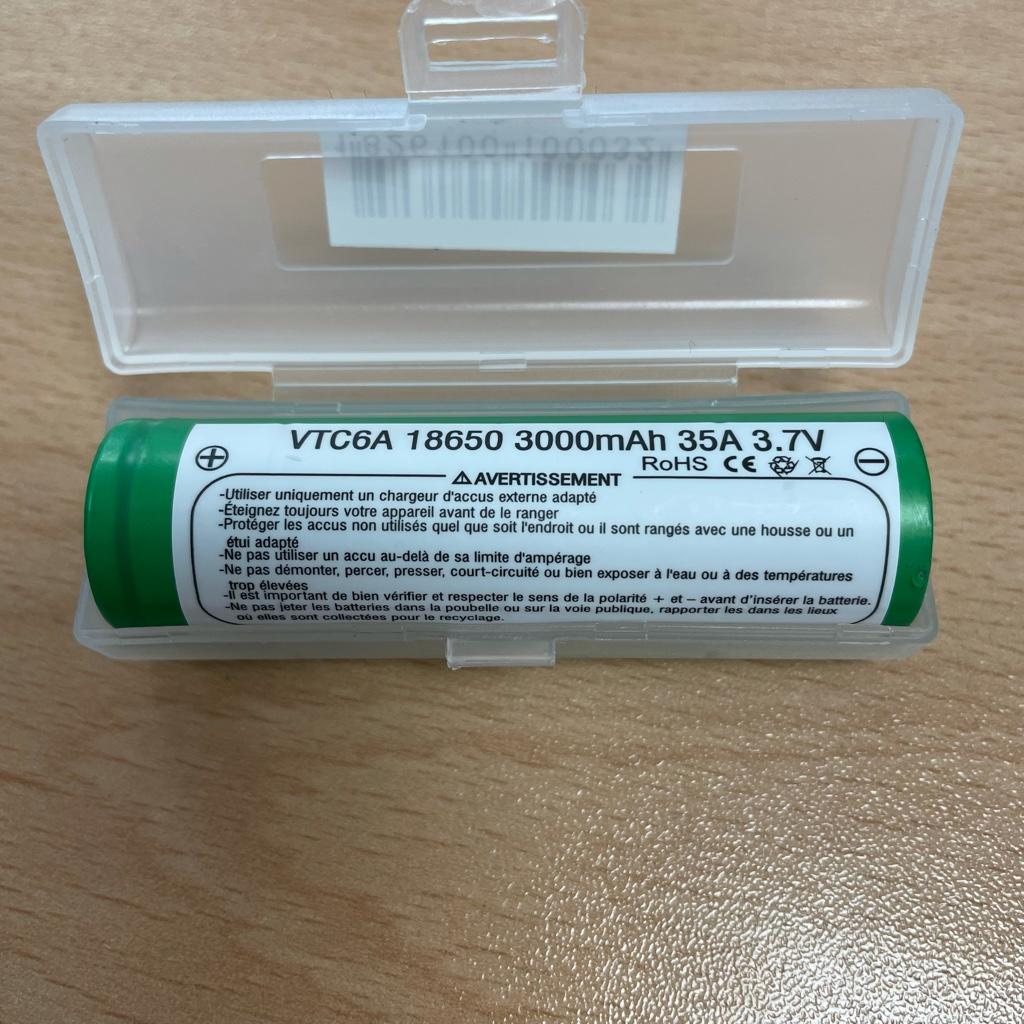 VTC6A 18650 3000mAh 35A 3.7V
RoHS CE
+
−
⚠ AVERTISSEMENT
-Utiliser uniquement un chargeur d'accus externe adapté
-Éteignez toujours votre appareil avant de le ranger
-Protéger les accus non utilisés quel que soit l'endroit ou il sont rangés avec une housse ou un
étui adapté
-Ne pas utiliser un accu au-delà de sa limite d'ampérage
-Ne pas démonter, percer, presser, court-circuité ou bien exposer à l'eau ou à des températures
trop élevées
-Il est important de bien vérifier et respecter le sens de la polarité + et – avant d'insérer la batterie.
-Ne pas jeter les batteries dans la poubelle ou sur la voie publique, rapporter les dans les lieux
où elles sont collectées pour le recyclage.